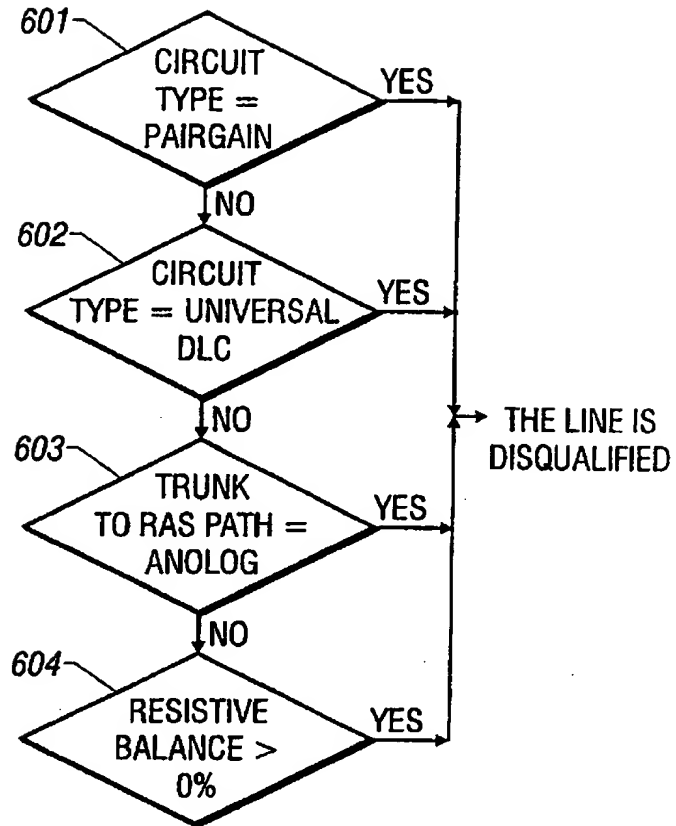 601
CIRCUIT
TYPE =
PAIRGAIN
YES
NO
602
CIRCUIT
TYPE = UNIVERSAL
DLC
YES
NO
THE LINE IS
DISQUALIFIED
603
TRUNK
TO RAS PATH =
ANOLOG
YES
NO
604
RESISTIVE
BALANCE >
0%
YES